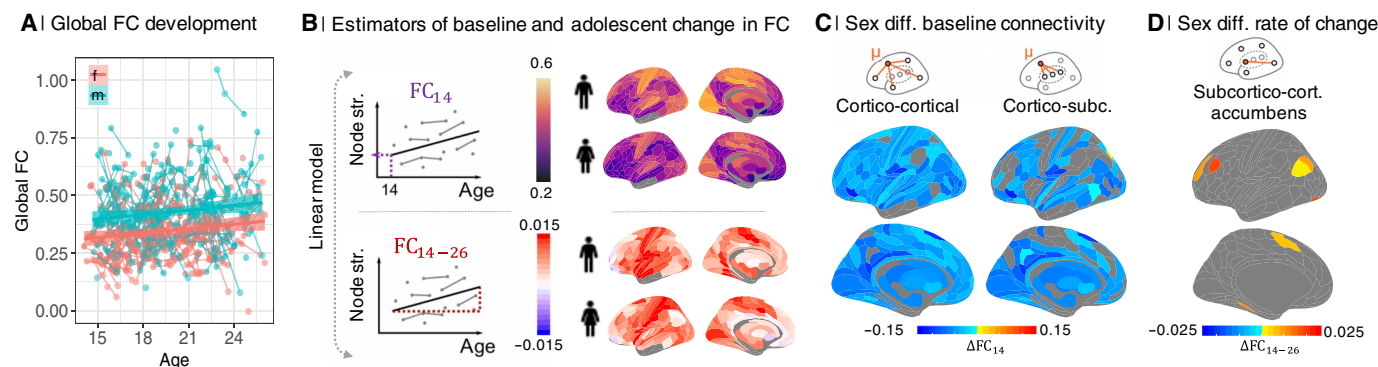 A | Global FC development
f
m
1.00
0.75
0.50
0.25
0.00
Global FC
15
18
21
24
Age
B | Estimators of baseline and adolescent change in FC
Linear model
FC14
Node str.
14
Age
FC14−26
Node str.
Age
0.6
0.2
0.015
−0.015
C | Sex diff. baseline connectivity
μ
μ
Cortico-cortical
Cortico-subc.
−0.15
0.15
ΔFC14
D | Sex diff. rate of change
Subcortico-cort.
accumbens
−0.025
0.025
ΔFC14−26